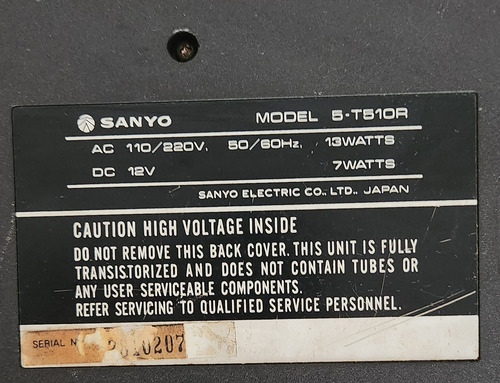 SANYO MODEL 5-T510R
AC 110/220V. 50/60Hz. 13WATTS
DC 12V 7WATTS
SANYO ELECTRIC CO., LTD., JAPAN
CAUTION HIGH VOLTAGE INSIDE
DO NOT REMOVE THIS BACK COVER. THIS UNIT IS FULLY
TRANSISTORIZED AND DOES NOT CONTAIN TUBES OR
ANY USER SERVICEABLE COMPONENTS.
REFER SERVICING TO QUALIFIED SERVICE PERSONNEL.
SERIAL